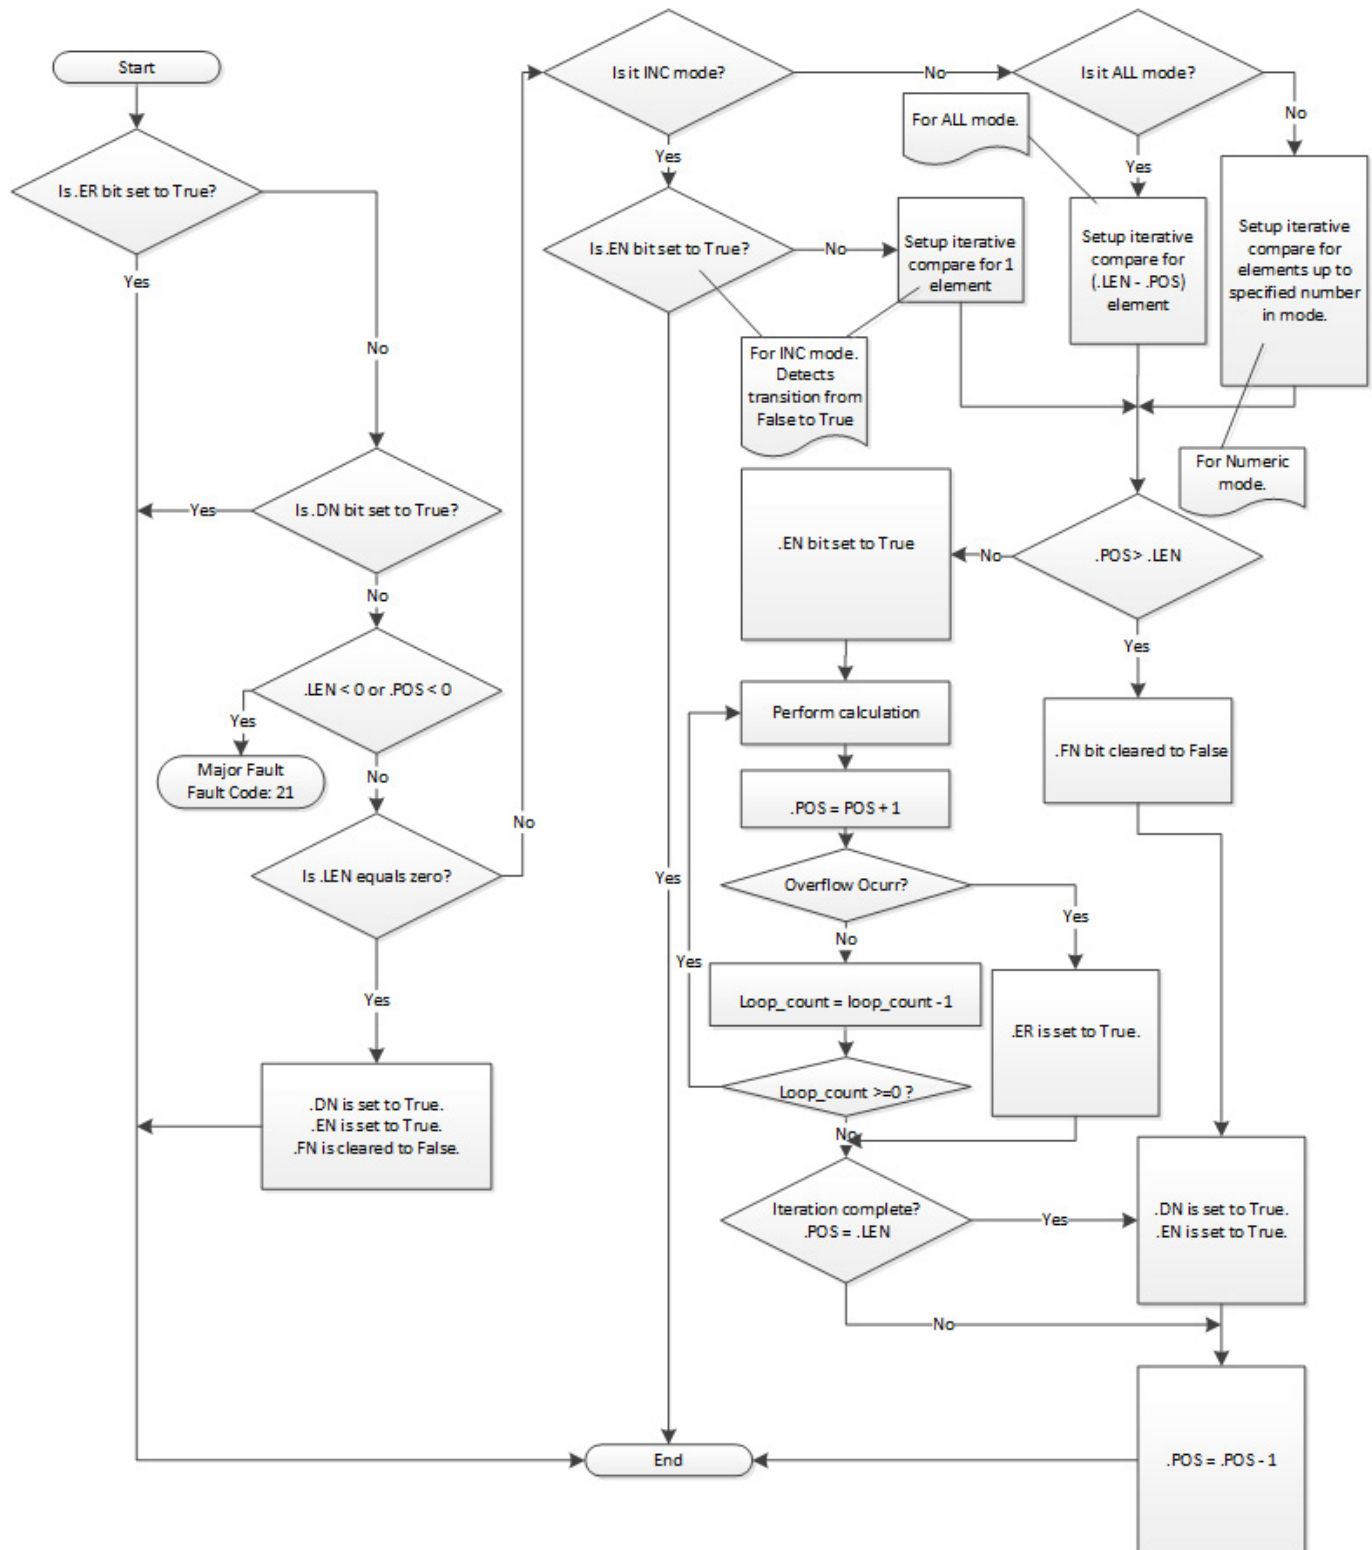 Start
Is .ER bit set to True?
Yes
No
Is .DN bit set to True?
Yes
No
.LEN < 0 or .POS < 0
Yes
Major Fault
Fault Code: 21
No
Is .LEN equals zero?
No
Yes
.DN is set to True.
.EN is set to True.
.FN is cleared to False.
Is it INC mode?
No
Yes
Is .EN bit set to True?
No
Yes
Setup iterative
compare for 1
element
For INC mode.
Detects
transition from
False to True
Is it ALL mode?
No
Yes
For ALL mode.
Setup iterative
compare for
(.LEN - .POS)
element
Setup iterative
compare for
elements up to
specified number
in mode.
For Numeric
mode.
.POS> .LEN
No
Yes
.EN bit set to True
Perform calculation
.POS = POS + 1
Overflow Ocurr?
Yes
No
Loop_count = loop_count -1
.ER is set to True.
Loop_count >=0 ?
Yes
No
Iteration complete?
.POS = .LEN
Yes
No
.FN bit cleared to False
.DN is set to True.
.EN is set to True.
.POS = .POS - 1
End